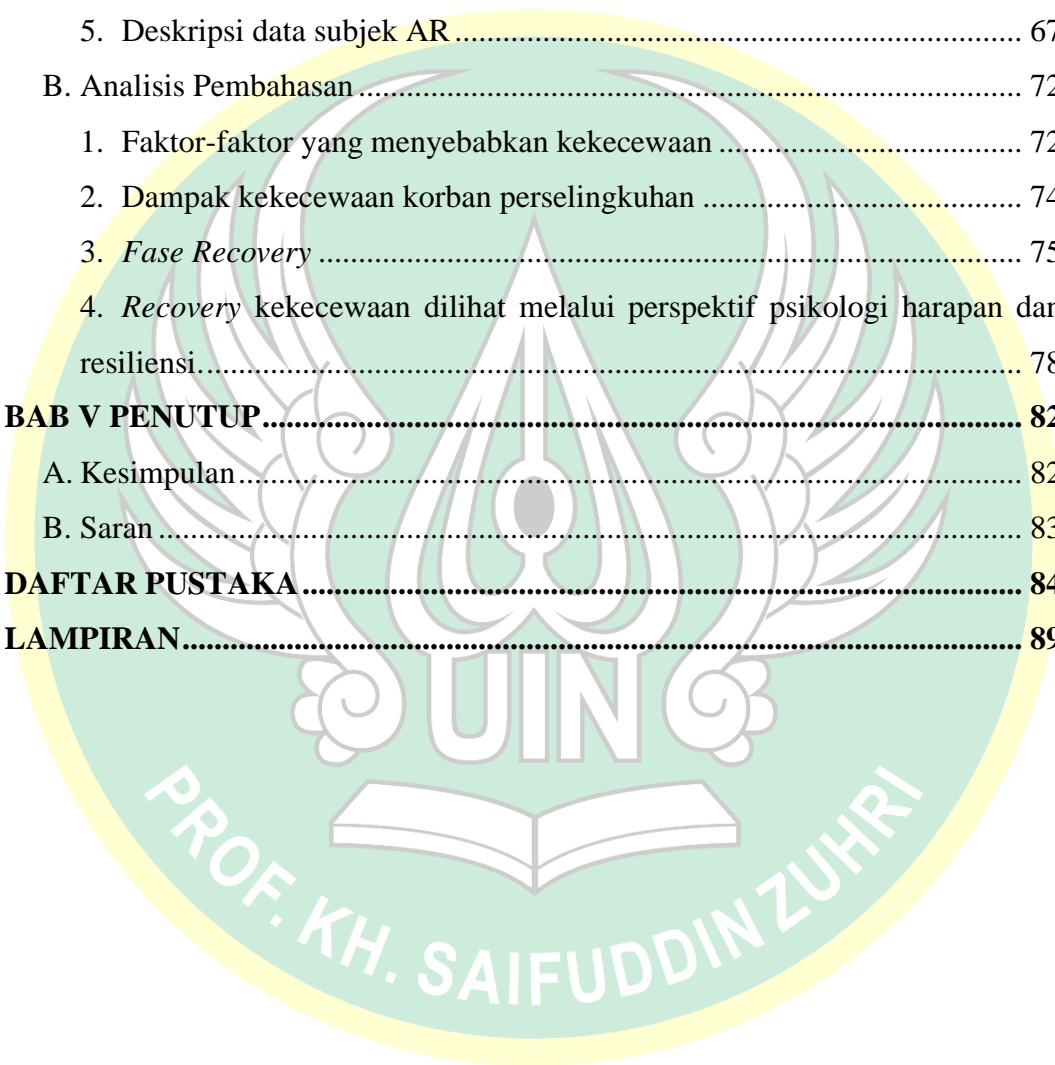 5. Deskripsi data subjek AR ........................................................................ 67
B. Analisis Pembahasan ..................................................................................... 72
1. Faktor-faktor yang menyebabkan kekecewaan ...................................... 72
2. Dampak kekecewaan korban perselingkuhan ........................................ 74
3. Fase Recovery .......................................................................................... 75
4. Recovery kekecewaan dilihat melalui perspektif psikologi harapan dan
resiliensi........................................................................................................ 78
BAB V PENUTUP................................................................................................ 82
A. Kesimpulan.................................................................................................... 82
B. Saran .............................................................................................................. 83
DAFTAR PUSTAKA ........................................................................................... 84
LAMPIRAN.......................................................................................................... 89
UIN
PROF. KH. SAIFUDDIN ZUHRI